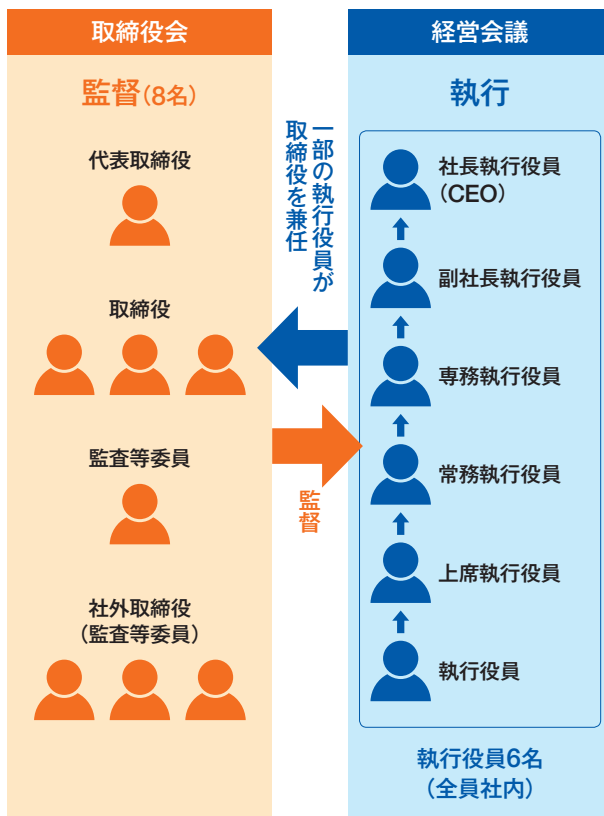 取締役会
監督(8名)
代表取締役
取締役
監査等委員
社外取締役
(監査等委員)
一部の執行役員が
取締役を兼任
監督
経営会議
執行
社長執行役員
(CEO)
副社長執行役員
専務執行役員
常務執行役員
上席執行役員
執行役員
執行役員6名
(全員社内)